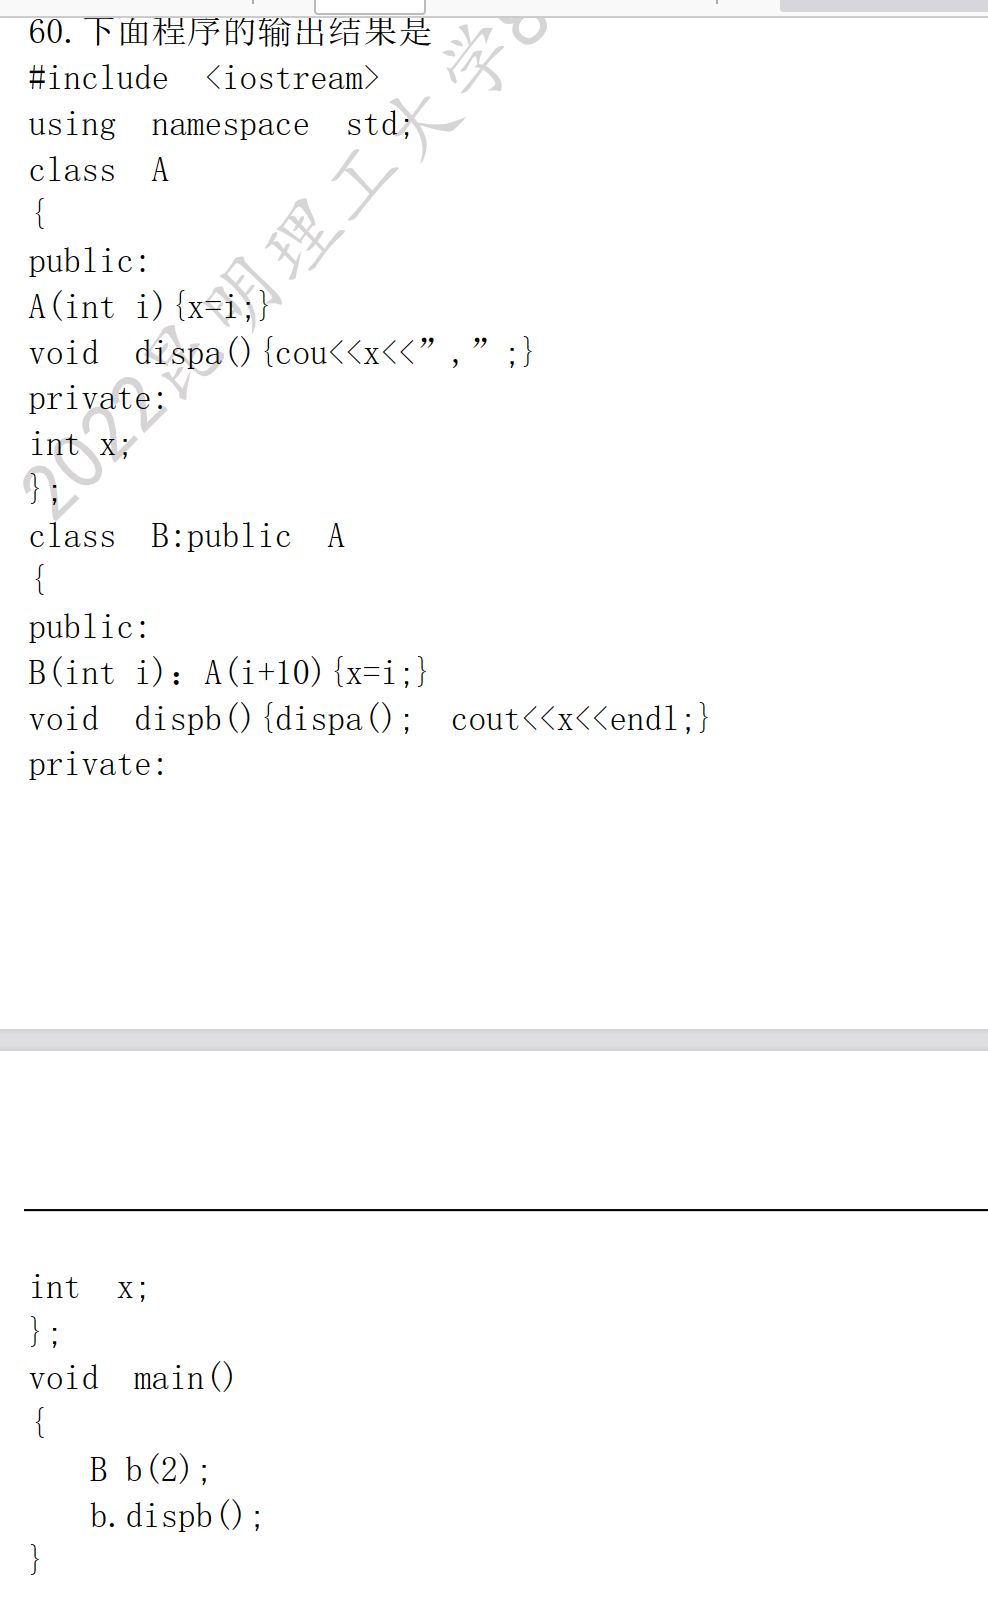 60. 下面程序的输出结果是
#include  <iostream>
using  namespace  std;
class  A
{
public:
A(int i){x=i;}
void  dispa(){cou<<x<<”,”;}
private:
int x;
};
class  B:public  A
{
public:
B(int i)：A(i+10){x=i;}
void  dispb(){dispa();  cout<<x<<endl;}
private:
int  x;
};
void  main()
{
B b(2);
b.dispb();
}
2022昆明理工大学8